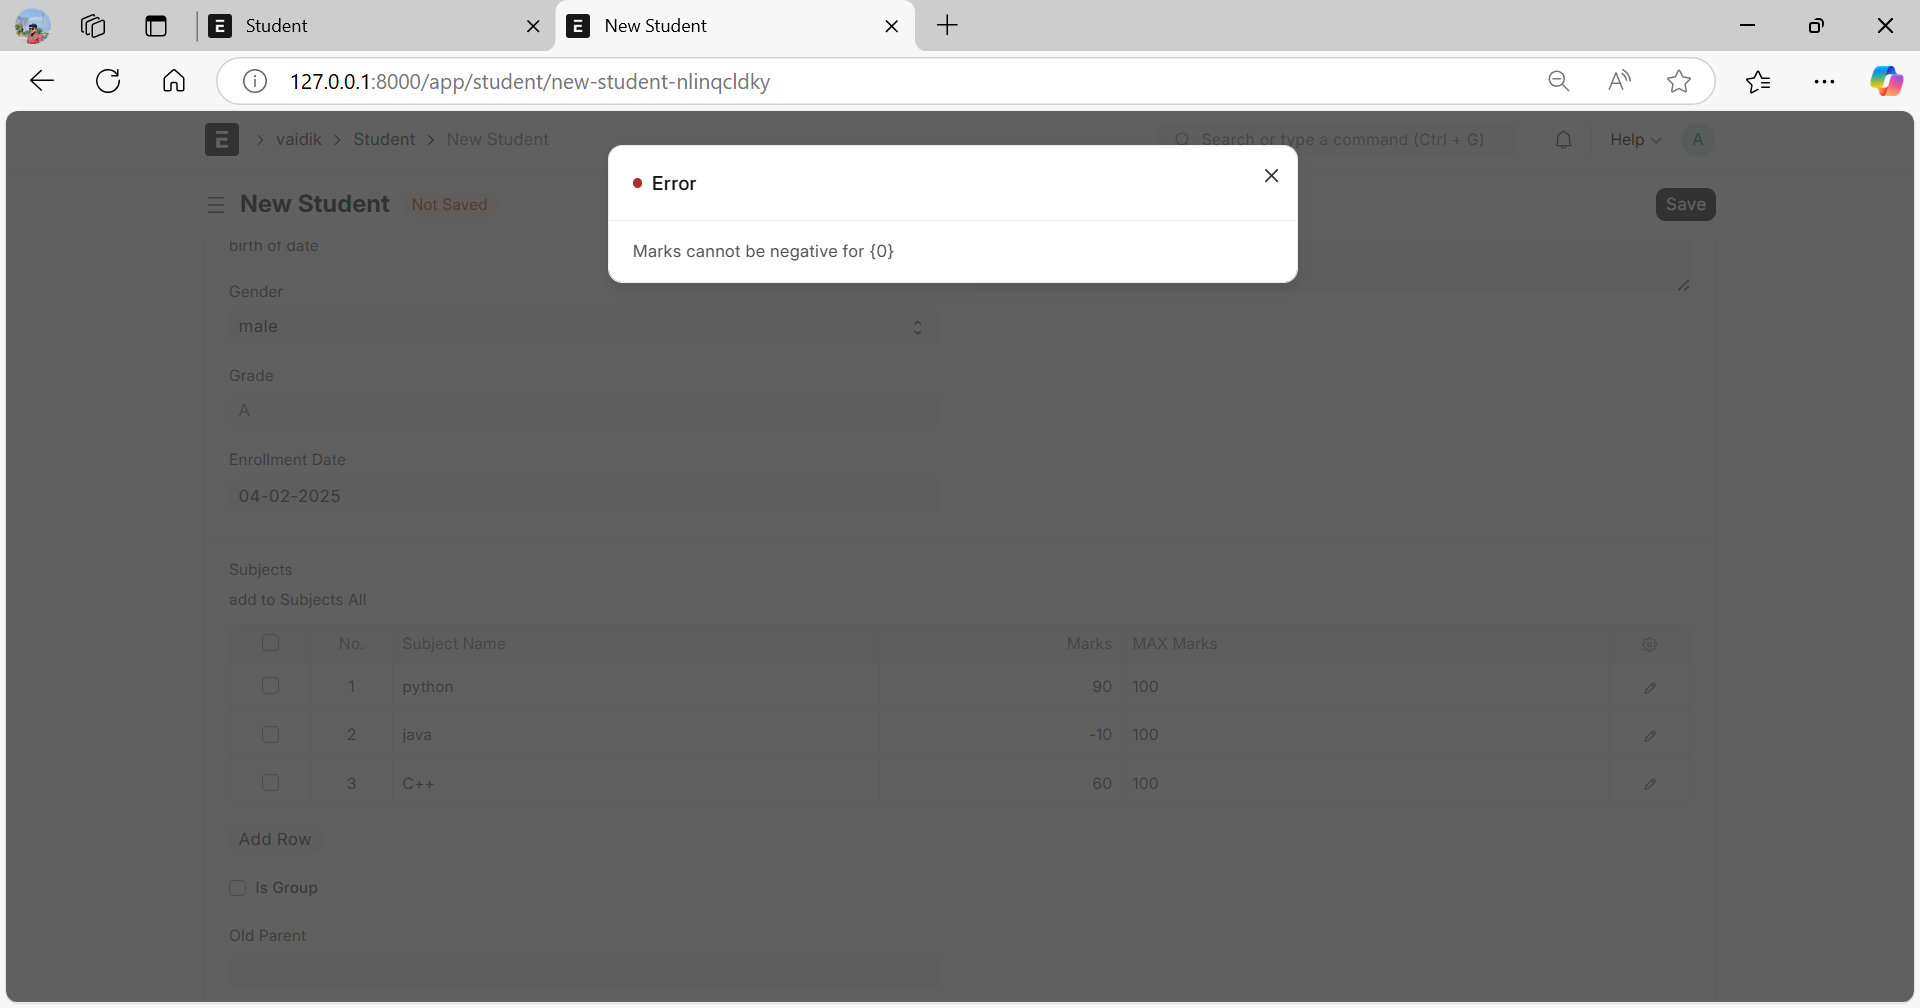 Student
New Student
127.0.0.1:8000/app/student/new-student-nlinqcldky
E > vaidik > Student > New Student
Search or type a command (Ctrl + G)
Help
A
New Student
Not Saved
Save
Error
Marks cannot be negative for {0}
birth of date
Gender
male
Grade
A
Enrollment Date
04-02-2025
Subjects
add to Subjects All
No. Subject Name Marks MAX Marks
1 python 90 100
2 java -10 100
3 C++ 60 100
Add Row
Is Group
Old Parent